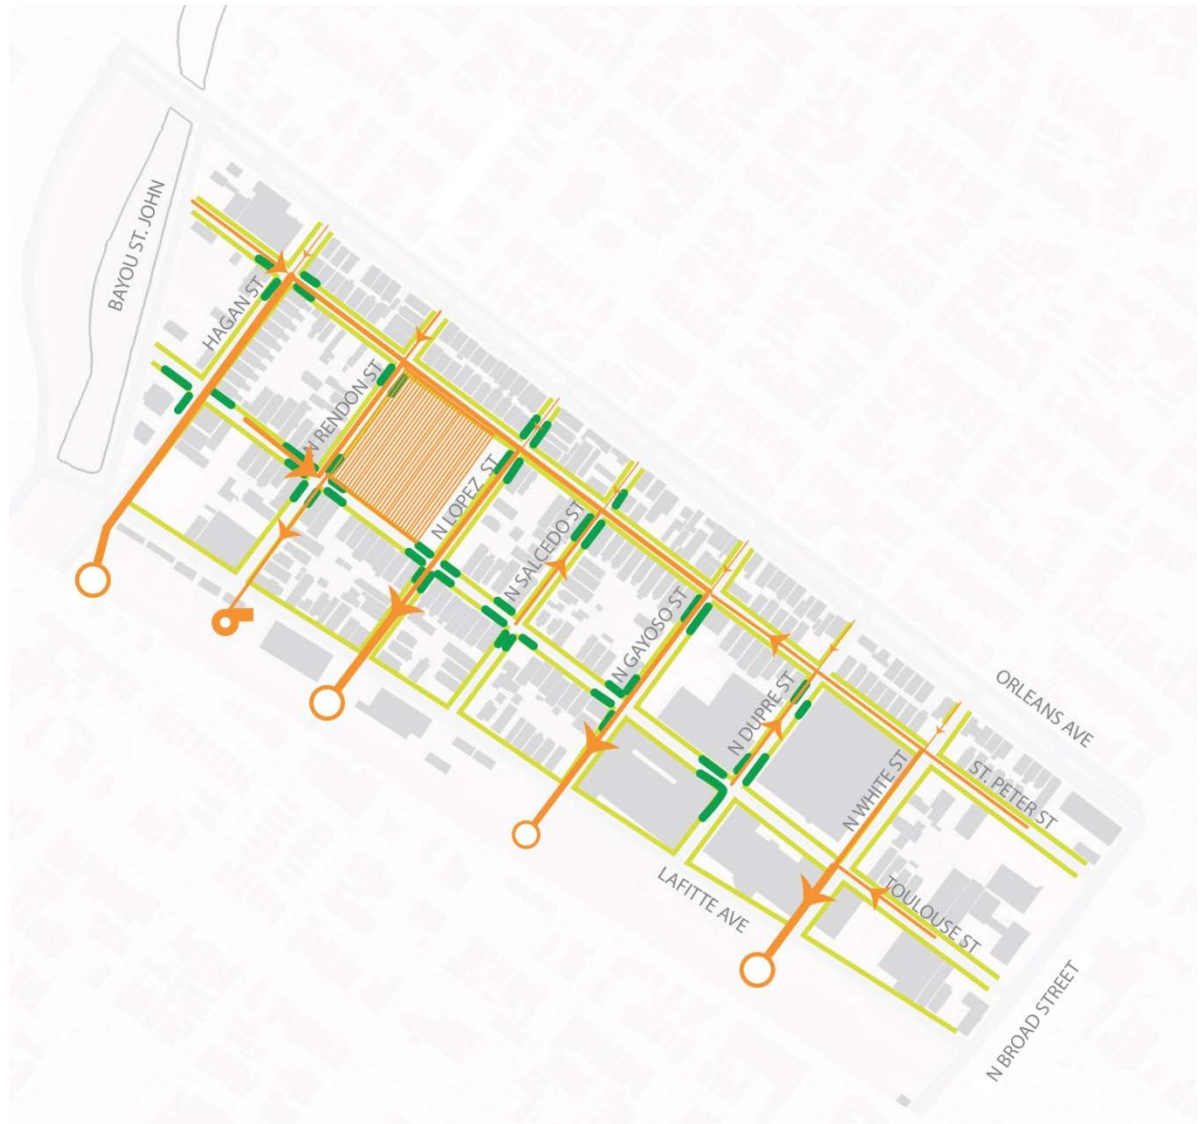 BAYOU ST. JOHN
HAGAN ST
N RENDON ST
N LOPEZ ST
N SALCEDO ST
N GAYOSO ST
N DUPRE ST
N WHITE ST
ORLEANS AVE
ST. PETER ST
TOULOUSE ST
LAFITTE AVE
N BROAD STREET